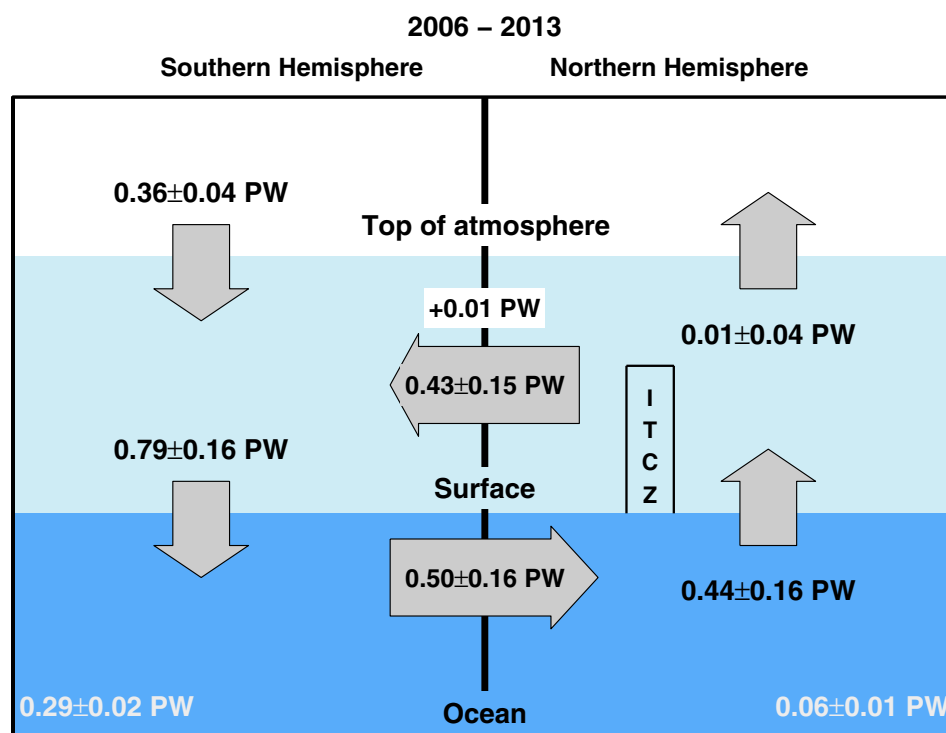 2006 – 2013
Southern Hemisphere
Northern Hemisphere
0.36±0.04 PW
Top of atmosphere
+0.01 PW
0.01±0.04 PW
0.43±0.15 PW
I
T
C
Z
0.79±0.16 PW
Surface
0.50±0.16 PW
0.44±0.16 PW
0.29±0.02 PW
Ocean
0.06±0.01 PW